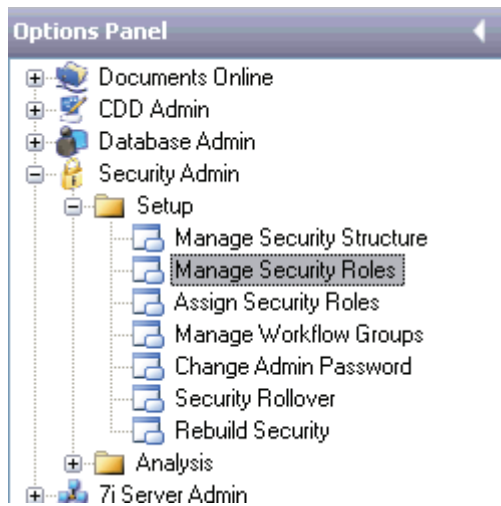 Options Panel
Documents Online
CDD Admin
Database Admin
Security Admin
Setup
Manage Security Structure
Manage Security Roles
Assign Security Roles
Manage Workflow Groups
Change Admin Password
Security Rollover
Rebuild Security
Analysis
7i Server Admin